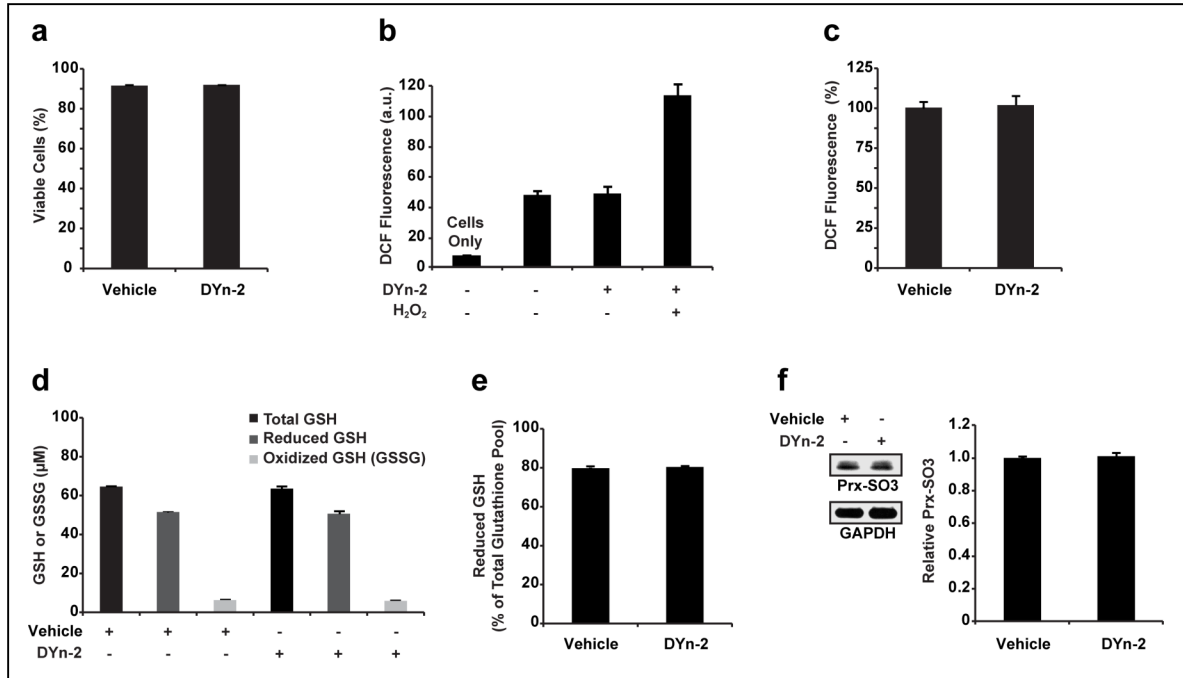 a
100
80
60
40
20
0
Viable Cells (%)
Vehicle
DYn-2
b
120
100
80
60
40
20
0
DCF Fluorescence (a.u.)
Cells
Only
DYn-2 - - + +
H₂O₂ - - - +
c
125
100
75
50
25
0
DCF Fluorescence (%)
Vehicle
DYn-2
d
100
80
60
40
20
0
GSH or GSSG (µM)
Total GSH
Reduced GSH
Oxidized GSH (GSSG)
Vehicle + + + - - -
DYn-2 - - - + + +
e
100
80
60
40
20
0
Reduced GSH
(% of Total Glutathione Pool)
Vehicle
DYn-2
f
Vehicle + -
DYn-2 - +
Prx-SO3
GAPDH
1.2
1.0
0.8
0.6
0.4
0.2
0
Relative Prx-SO3
Vehicle
DYn-2